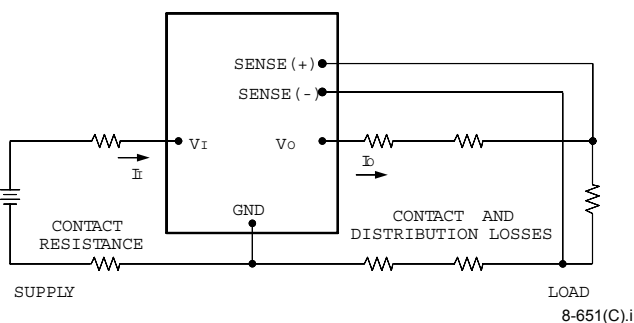 SENSE(+)
SENSE(-)
VI
VO
II
IO
GND
CONTACT
RESISTANCE
CONTACT AND
DISTRIBUTION LOSSES
SUPPLY
LOAD
8-651(C).i